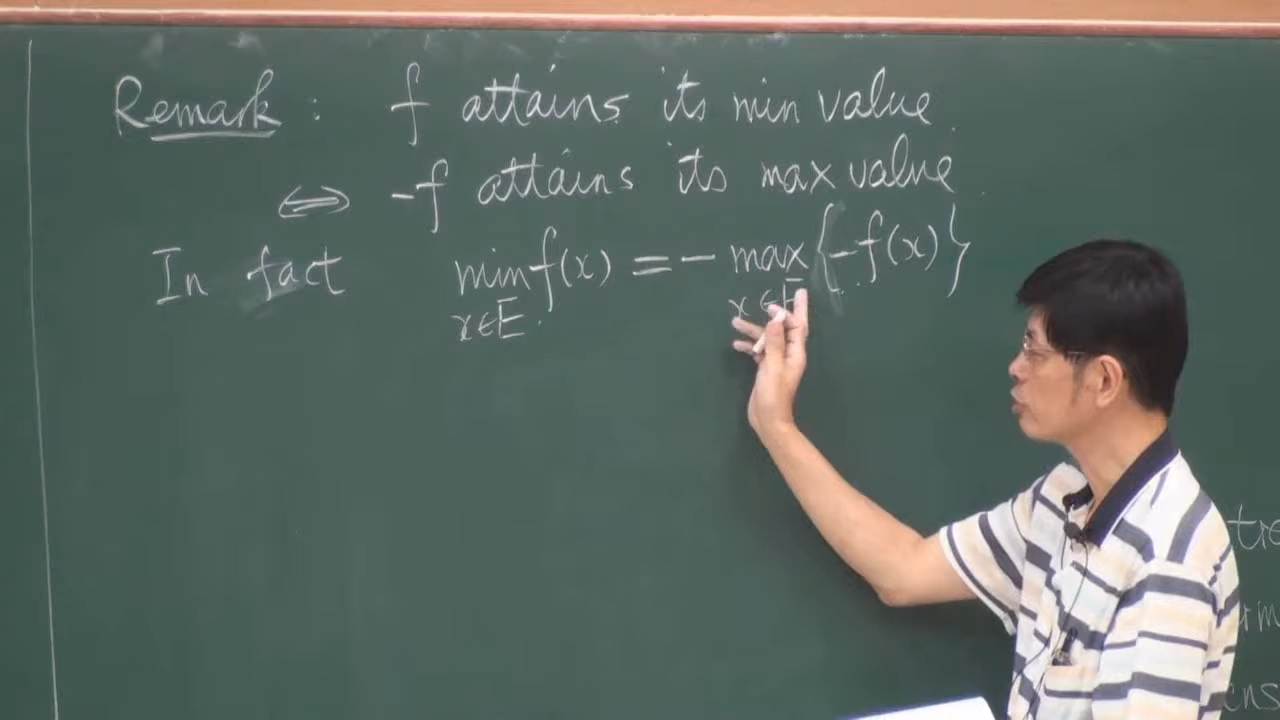 Remark : f attains its min value.
⇔ -f attains its max value.
In fact min f(x) = - max {-f(x)}
x∈E. x∈E